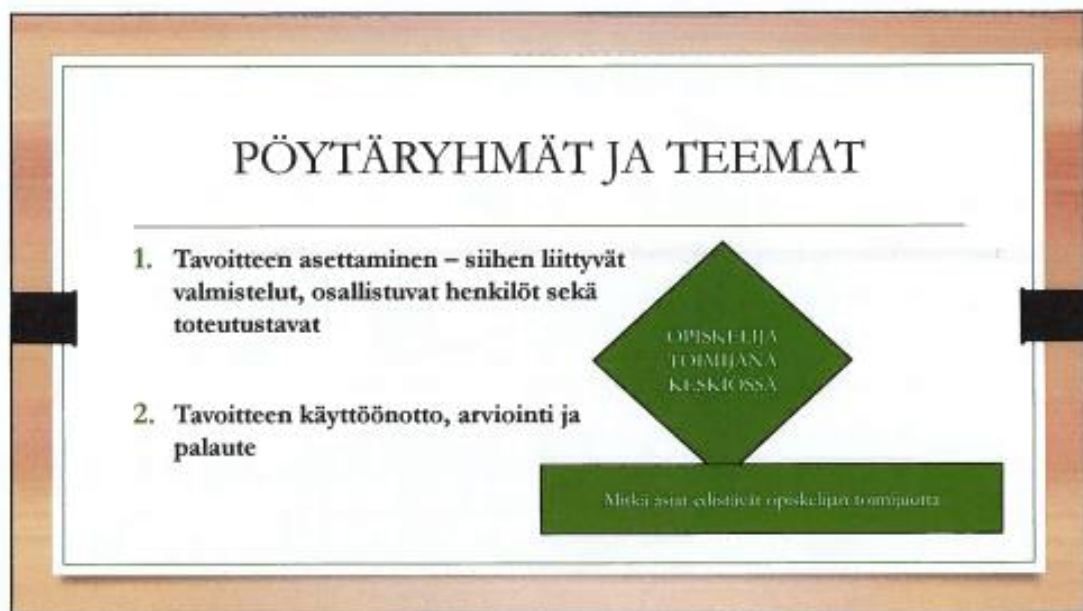 PÖYTÄRYHMÄT JA TEEMAT
1. Tavoitteen asettaminen – siihen liittyvät
valmistelut, osallistuvat henkilöt sekä
toteutustavat
2. Tavoitteen käyttöönotto, arviointi ja
palaute
OPISKELIJA
TOIMIJANA
KESKIÖSSÄ
Mitkä asiat edistävät opiskelijan toimijuutta